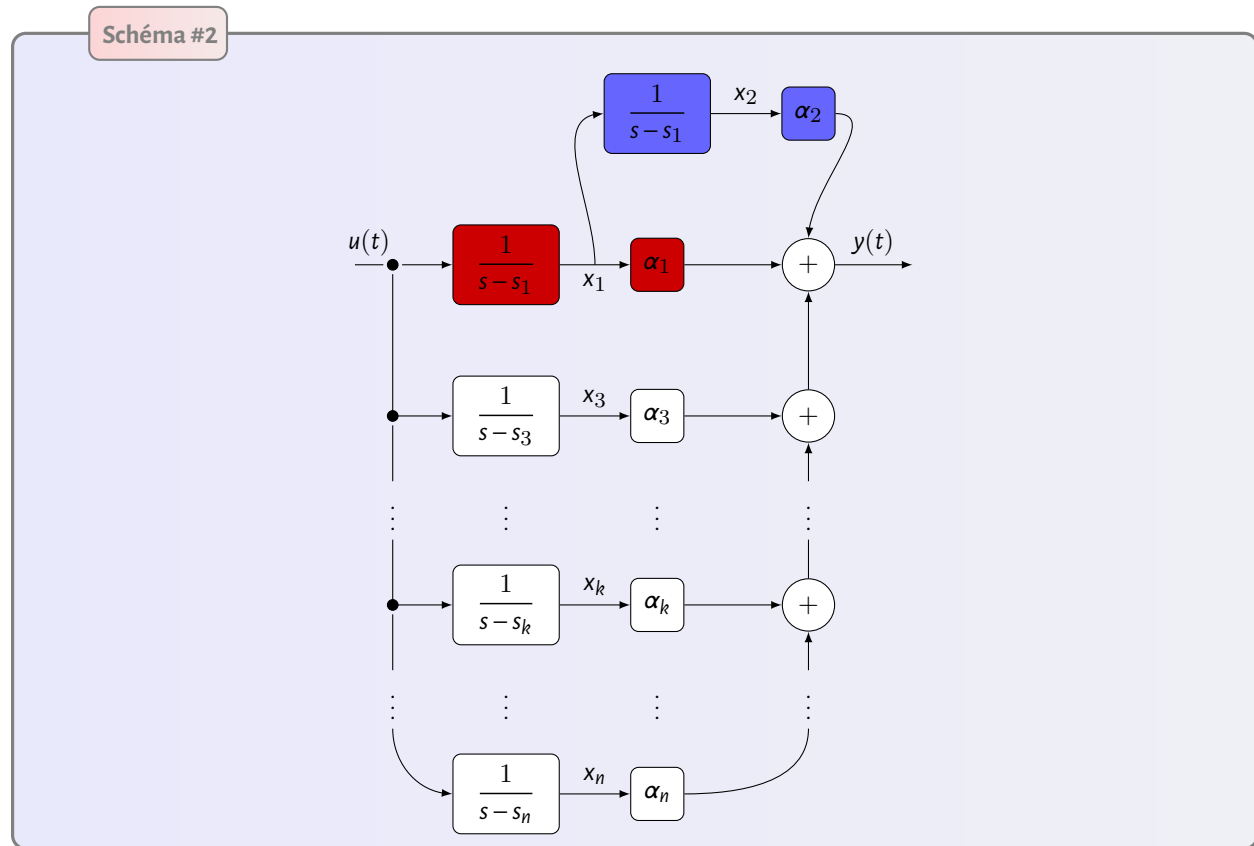 Schéma #2
1 x₂ α₂
s – s₁
u(t) 1 x₁ α₁ + y(t)
s – s₁
1 x₃ α₃ +
s – s₃
⋮ ⋮ ⋮ ⋮
1 xₖ αₖ +
s – sₖ
⋮ ⋮ ⋮ ⋮
1 xₙ αₙ
s – sₙ